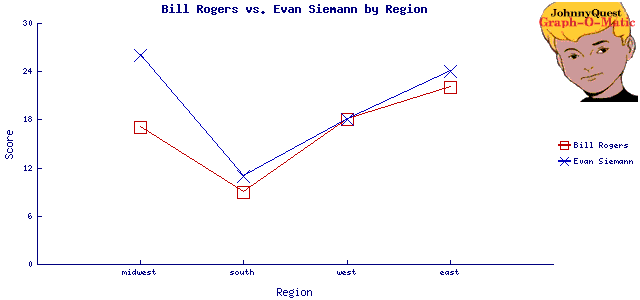 Bill Rogers vs. Evan Siemann by Region
JohnnyQuest
Graph-O-Matic
30
24
18
12
6
0
Score
midwest south west east
Region
Bill Rogers
Evan Siemann